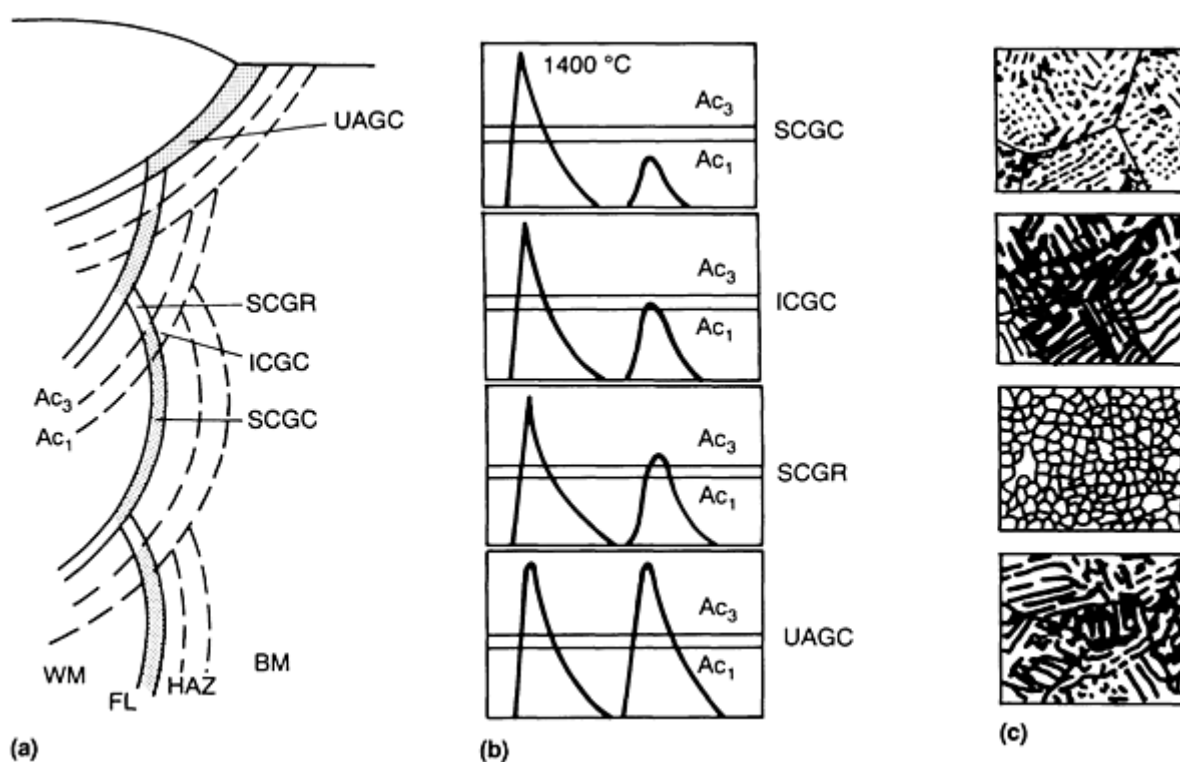 UAGC
SCGR
ICGC
Ac3
Ac1
SCGC
WM
FL
HAZ
BM
(a)
1400 °C
Ac3
Ac1
SCGC
Ac3
Ac1
ICGC
Ac3
Ac1
SCGR
Ac3
Ac1
UAGC
(b)
(c)